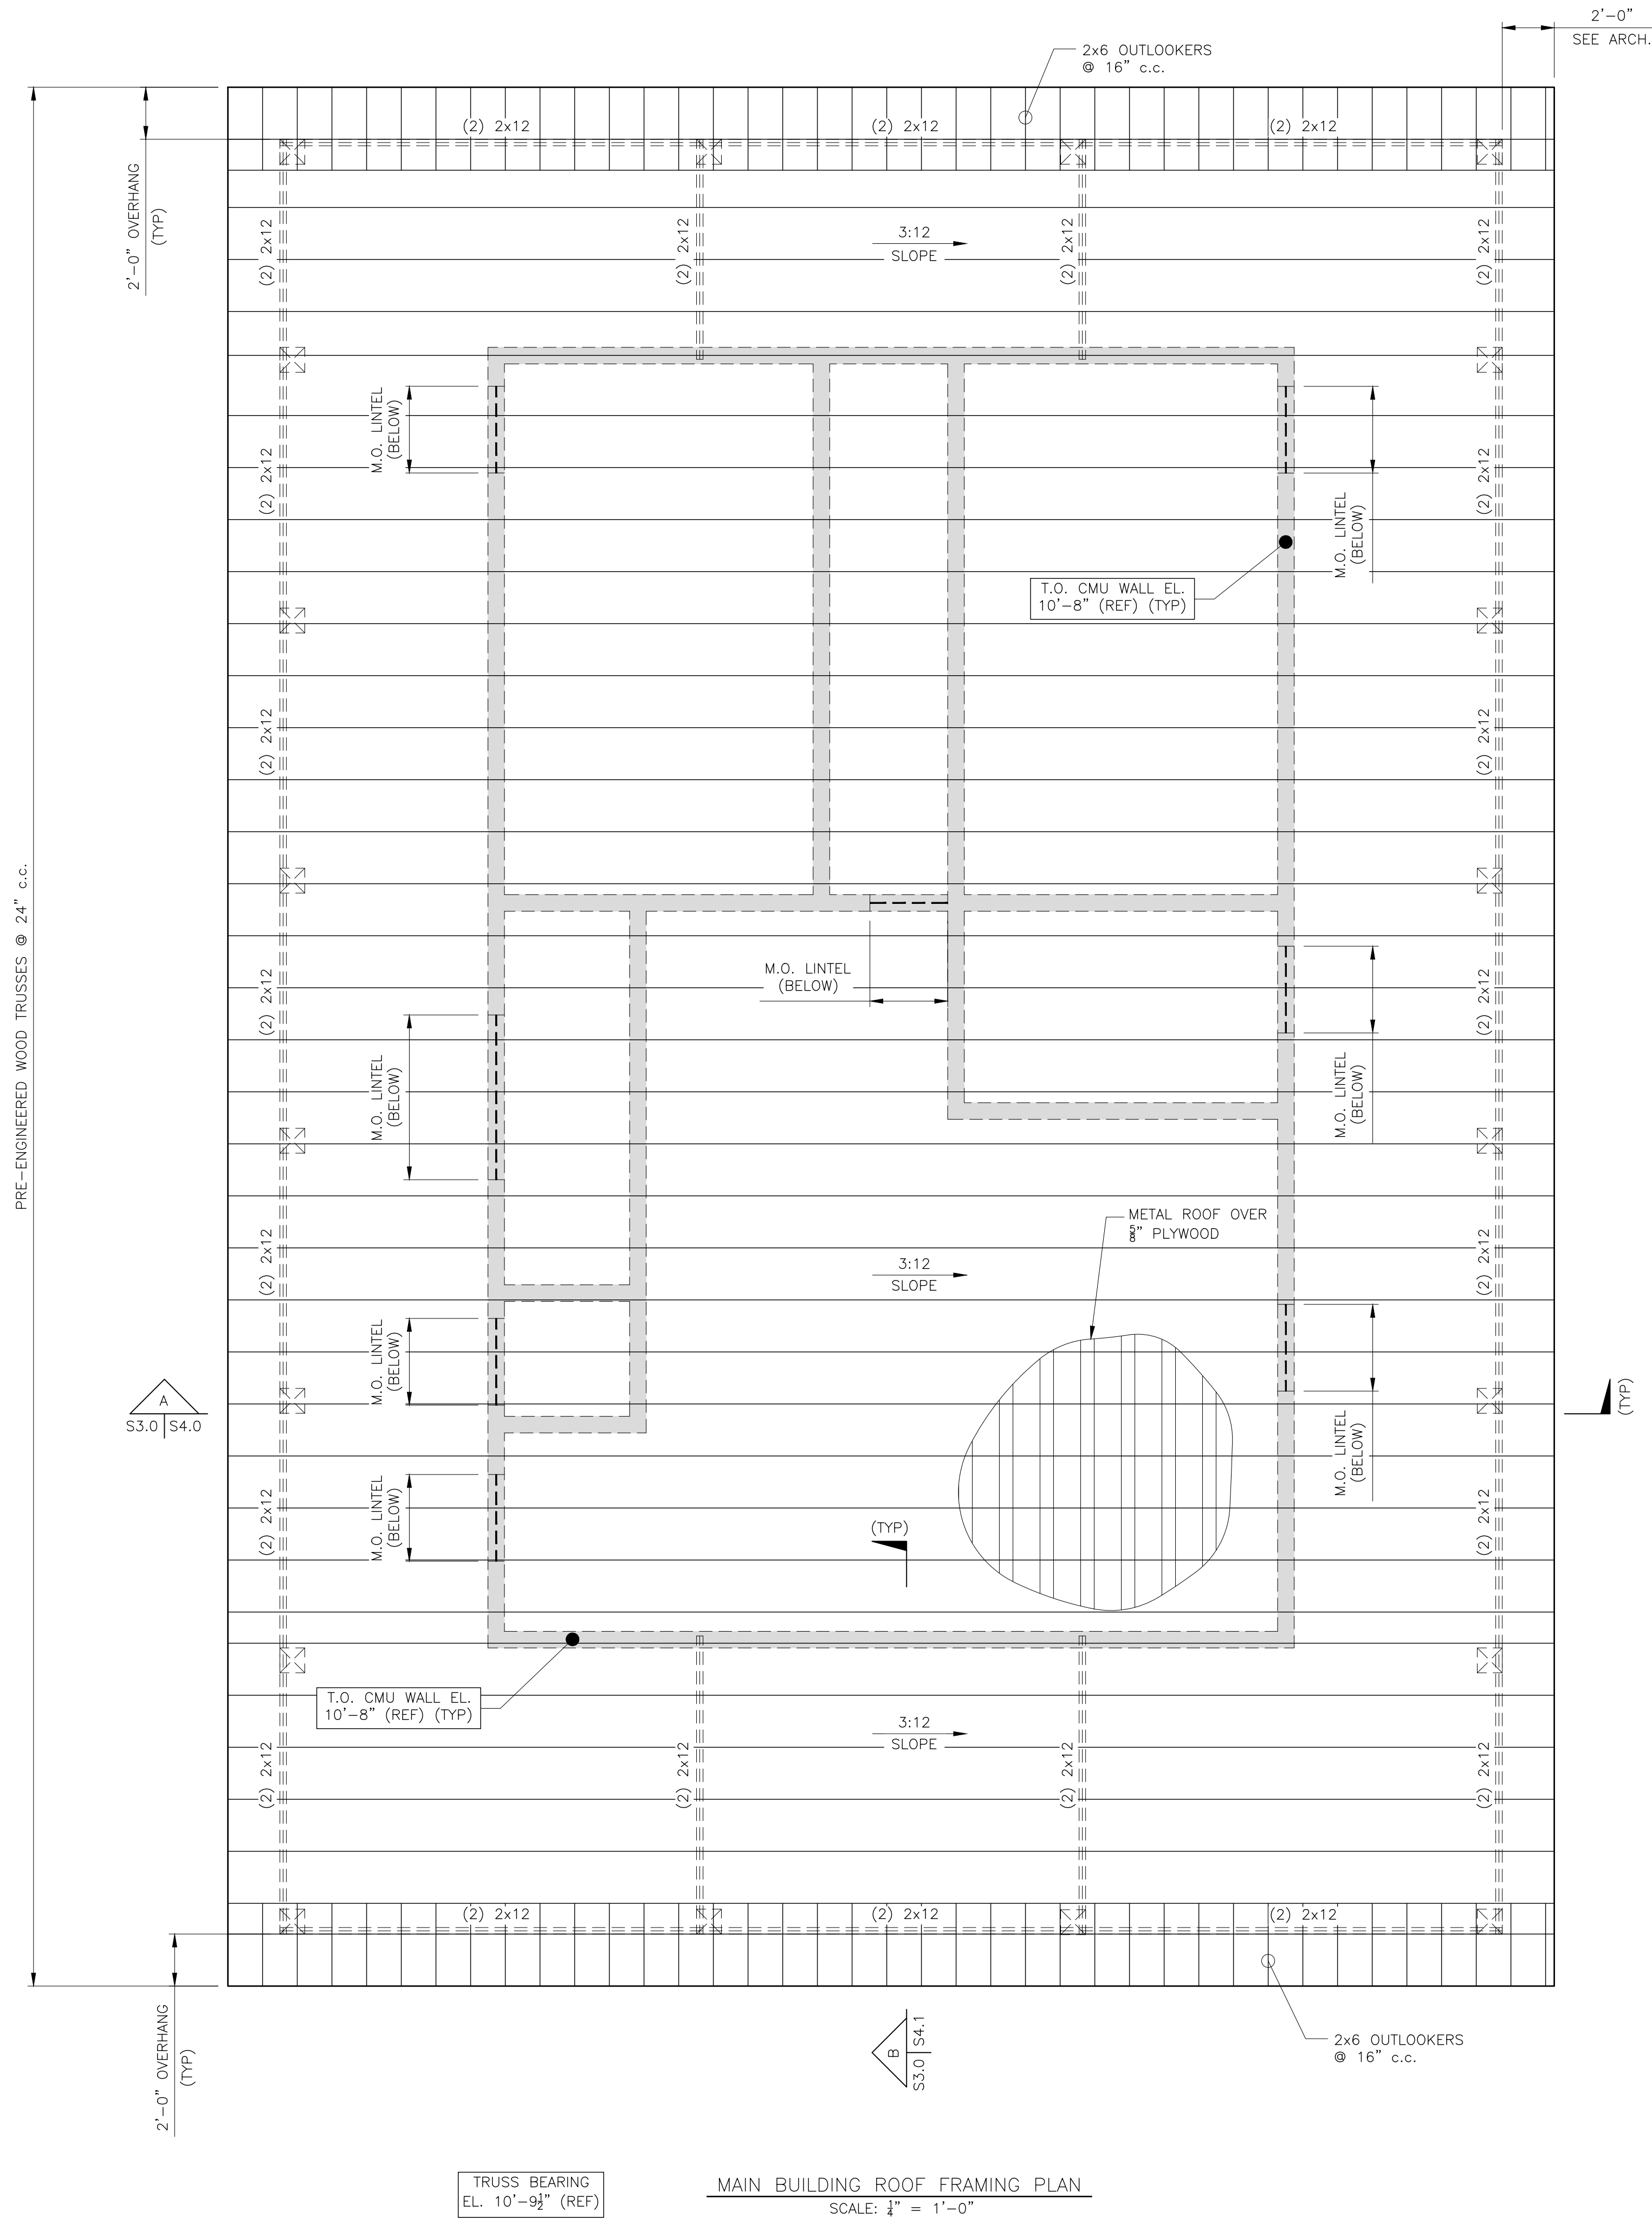 2'-0"
SEE ARCH.
2x6 OUTLOOKERS
@ 16" c.c.
(2) 2x12
(2) 2x12
(2) 2x12
2'-0" OVERHANG
(TYP)
(2) 2x12
(2) 2x12
(2) 2x12
(2) 2x12
3:12
SLOPE
M.O. LINTEL
(BELOW)
(2) 2x12
(2) 2x12
M.O. LINTEL
(BELOW)
T.O. CMU WALL EL.
10'-8" (REF) (TYP)
(2) 2x12
(2) 2x12
PRE-ENGINEERED WOOD TRUSSES @ 24" c.c.
M.O. LINTEL
(BELOW)
(2) 2x12
(2) 2x12
M.O. LINTEL
(BELOW)
M.O. LINTEL
(BELOW)
METAL ROOF OVER
5/8" PLYWOOD
(2) 2x12
(2) 2x12
3:12
SLOPE
M.O. LINTEL
(BELOW)
A
S3.0 S4.0
(TYP)
M.O. LINTEL
(BELOW)
M.O. LINTEL
(BELOW)
(2) 2x12
(2) 2x12
(TYP)
T.O. CMU WALL EL.
10'-8" (REF) (TYP)
3:12
SLOPE
(2) 2x12
(2) 2x12
(2) 2x12
(2) 2x12
(2) 2x12
(2) 2x12
(2) 2x12
2'-0" OVERHANG
(TYP)
B
S3.0 S4.1
2x6 OUTLOOKERS
@ 16" c.c.
TRUSS BEARING
EL. 10'-9 1/2" (REF)
MAIN BUILDING ROOF FRAMING PLAN
SCALE: 1/4" = 1'-0"